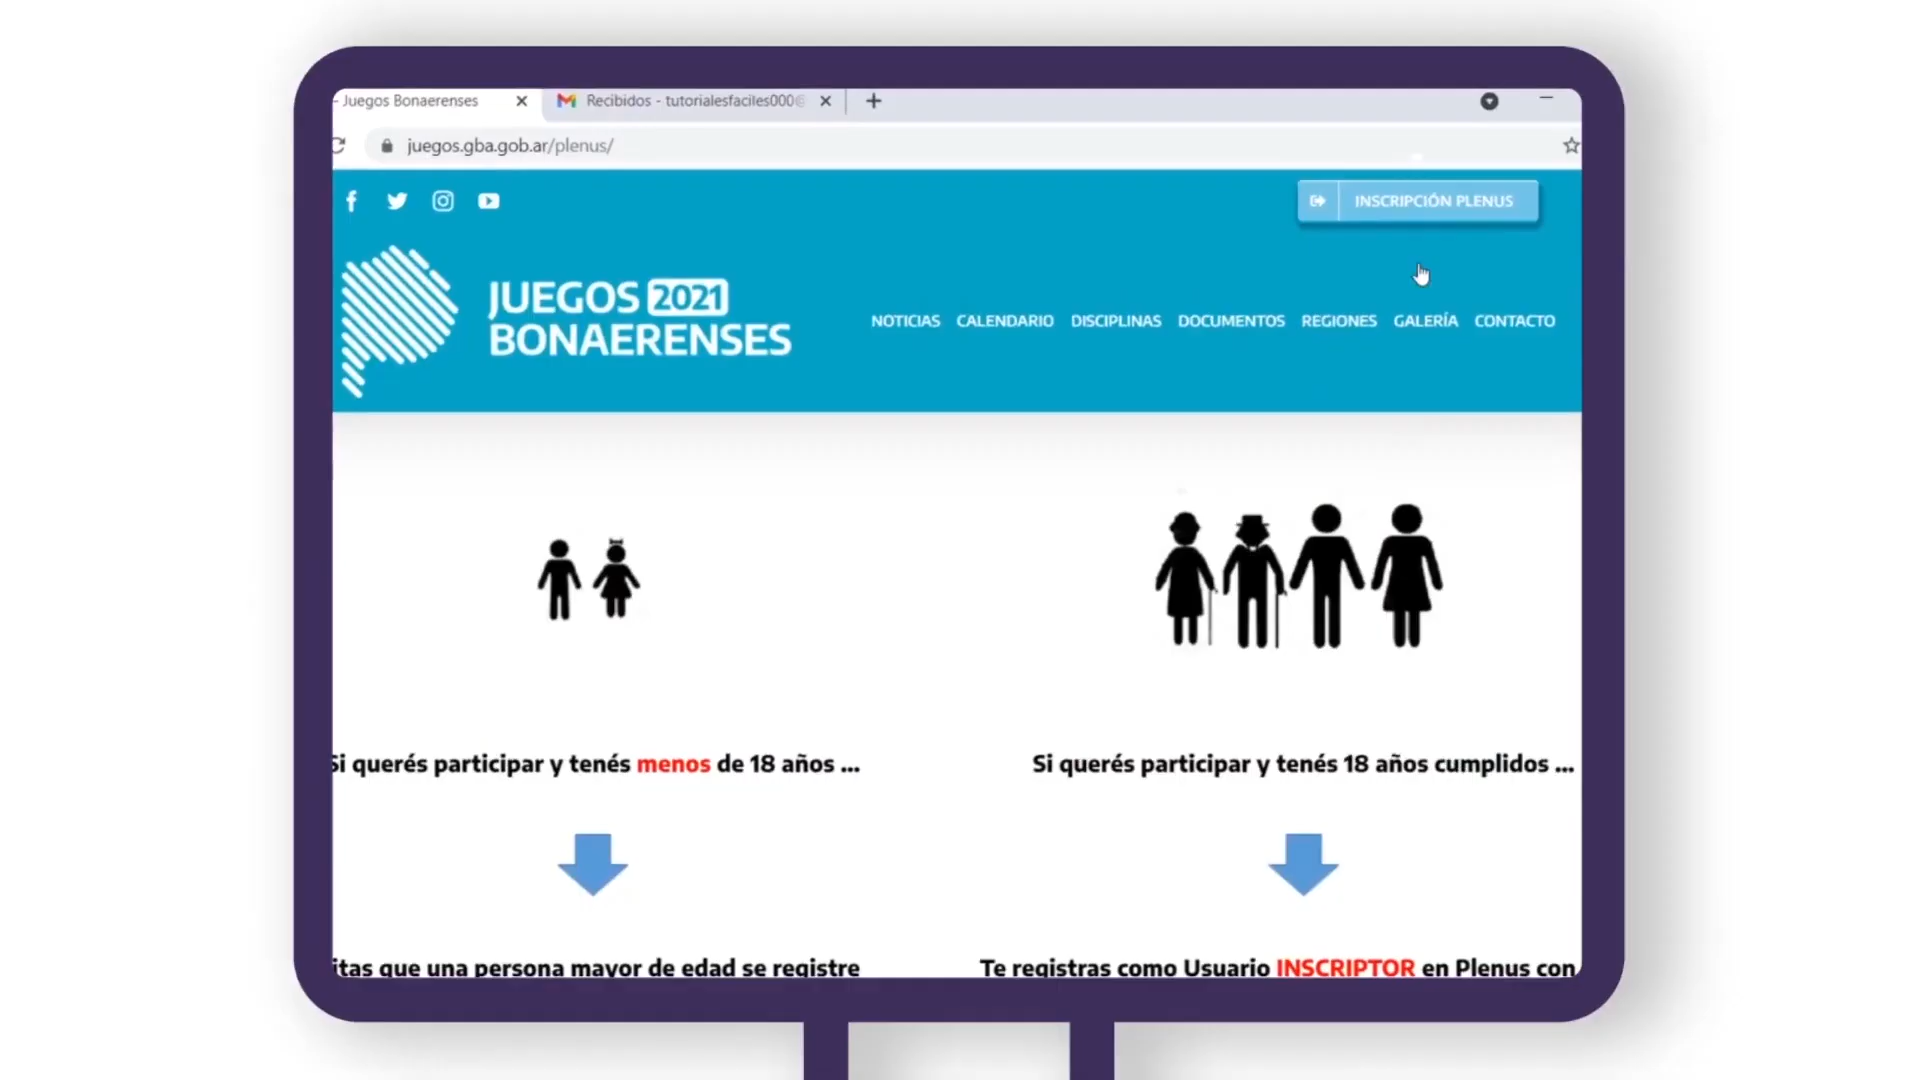 - Juegos Bonaerenses
Recibidos - tutorialesfaciles000@
juegos.gba.gob.ar/plenus/
INSCRIPCIÓN PLENUS
JUEGOS 2021
BONAERENSES
NOTICIAS CALENDARIO DISCIPLINAS DOCUMENTOS REGIONES GALERÍA CONTACTO
Si querés participar y tenés menos de 18 años ...
Si querés participar y tenés 18 años cumplidos ...
itas que una persona mayor de edad se registre
Te registras como Usuario INSCRIPTOR en Plenus con